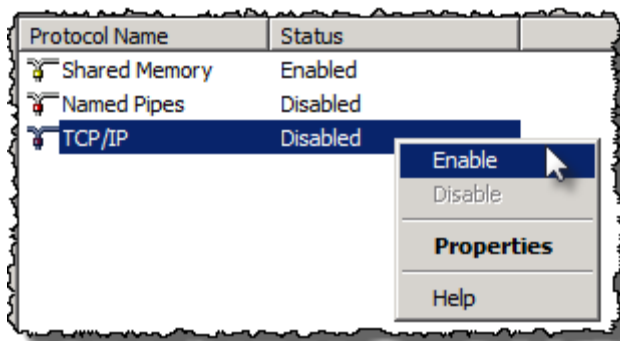 Protocol Name Status
Shared Memory Enabled
Named Pipes Disabled
TCP/IP Disabled
Enable
Disable
Properties
Help